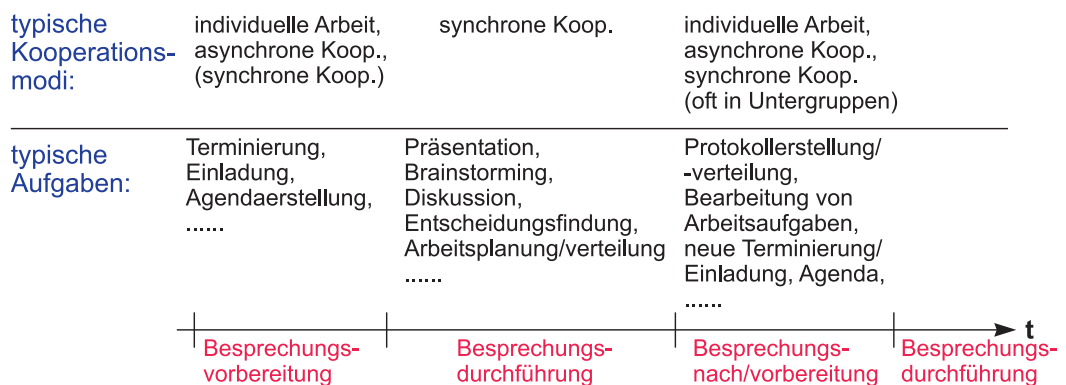 typische
Kooperations-
modi:
individuelle Arbeit,
asynchrone Koop.,
(synchrone Koop.)
synchrone Koop.
individuelle Arbeit,
asynchrone Koop.,
synchrone Koop.
(oft in Untergruppen)
typische
Aufgaben:
Terminierung,
Einladung,
Agendaerstellung,
......
Präsentation,
Brainstorming,
Diskussion,
Entscheidungsfindung,
Arbeitsplanung/verteilung
......
Protokollerstellung/
-verteilung,
Bearbeitung von
Arbeitsaufgaben,
neue Terminierung/
Einladung, Agenda,
......
t
Besprechungs-
vorbereitung
Besprechungs-
durchführung
Besprechungs-
nach/vorbereitung
Besprechungs-
durchführung